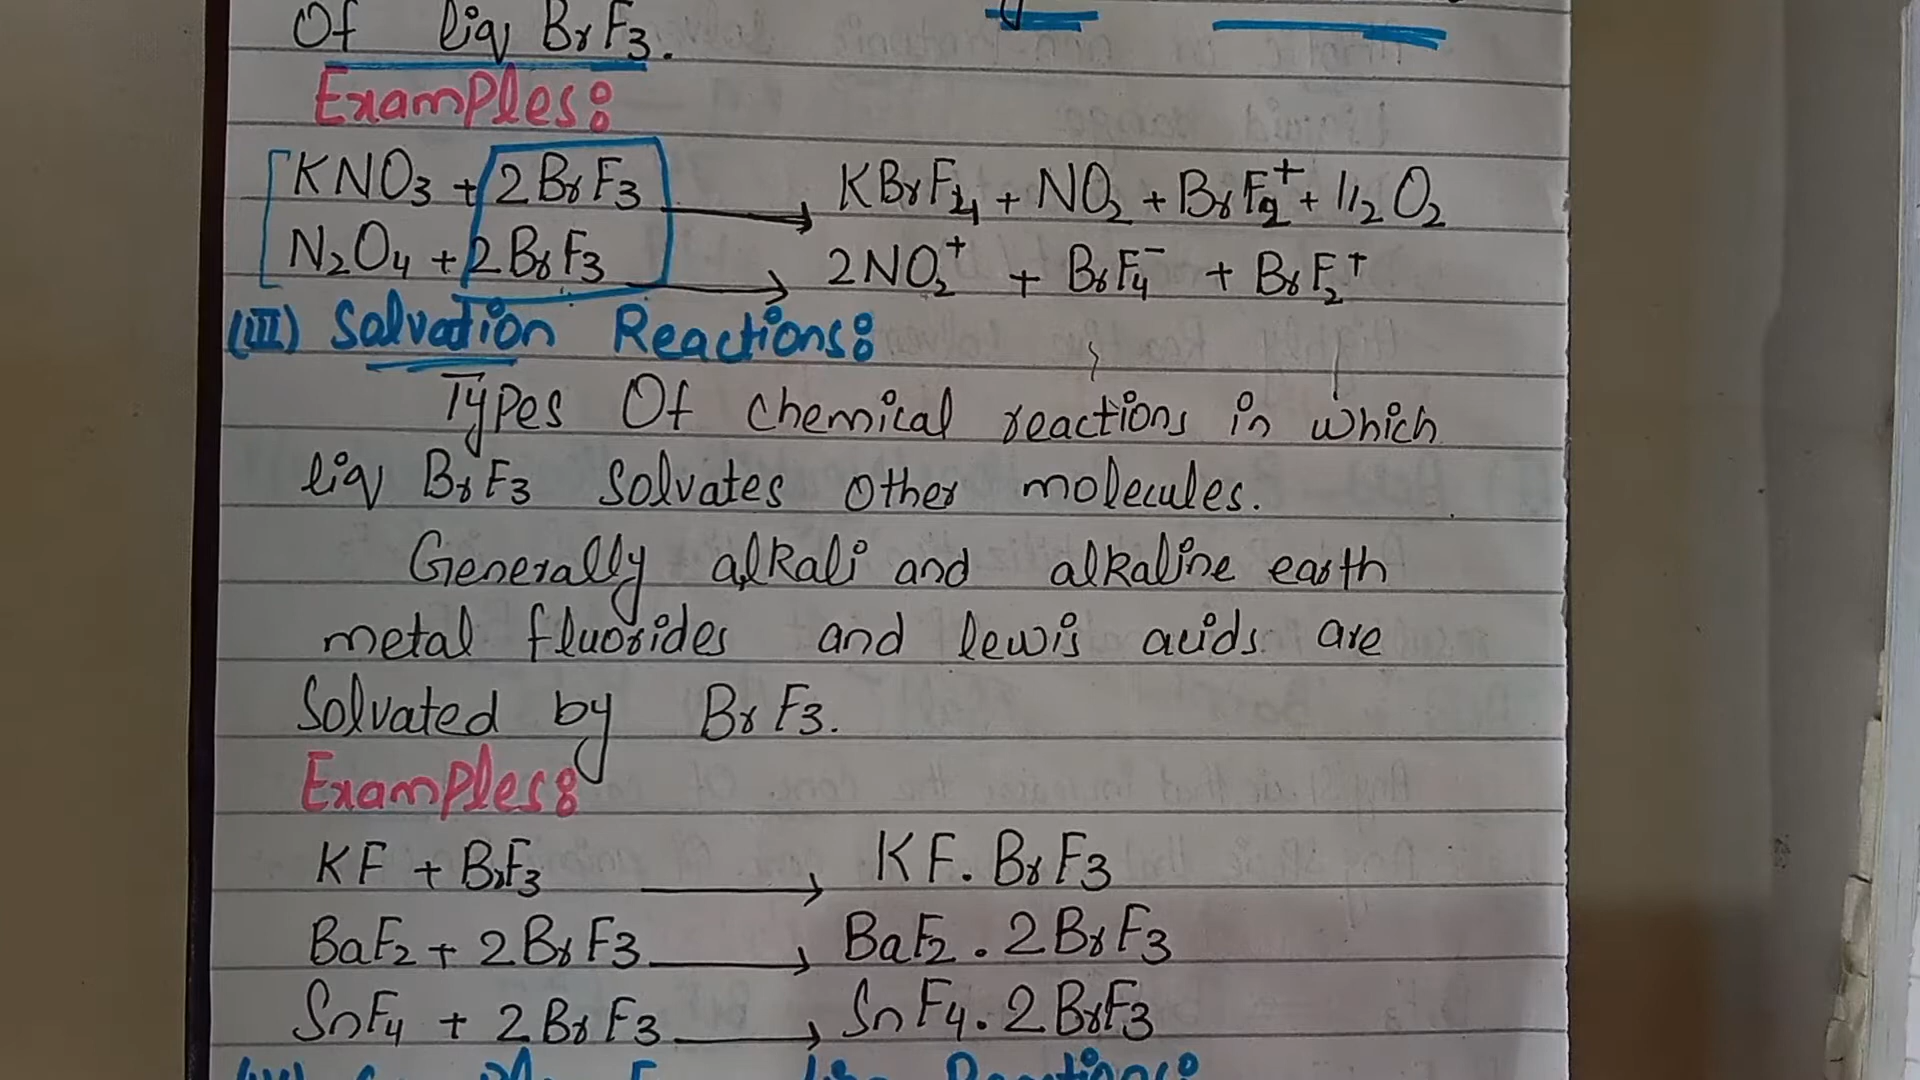 Of liq BrF3.
Examples:
KNO3 + 2BrF3 → KBrF4 + NO2 + BrF2+ + 1/2 O2
N2O4 + 2BrF3 → 2NO2+ + BrF4- + BrF2+
(III) Solvation Reactions:
Types Of chemical reactions in which
liq BrF3 solvates other molecules.
Generally alkali and alkaline earth
metal fluorides and lewis acids are
Solvated by BrF3.
Examples:
KF + BrF3 → KF. BrF3
BaF2 + 2BrF3 → BaF2 . 2BrF3
SnF4 + 2BrF3 → SnF4. 2BrF3
Reactions: